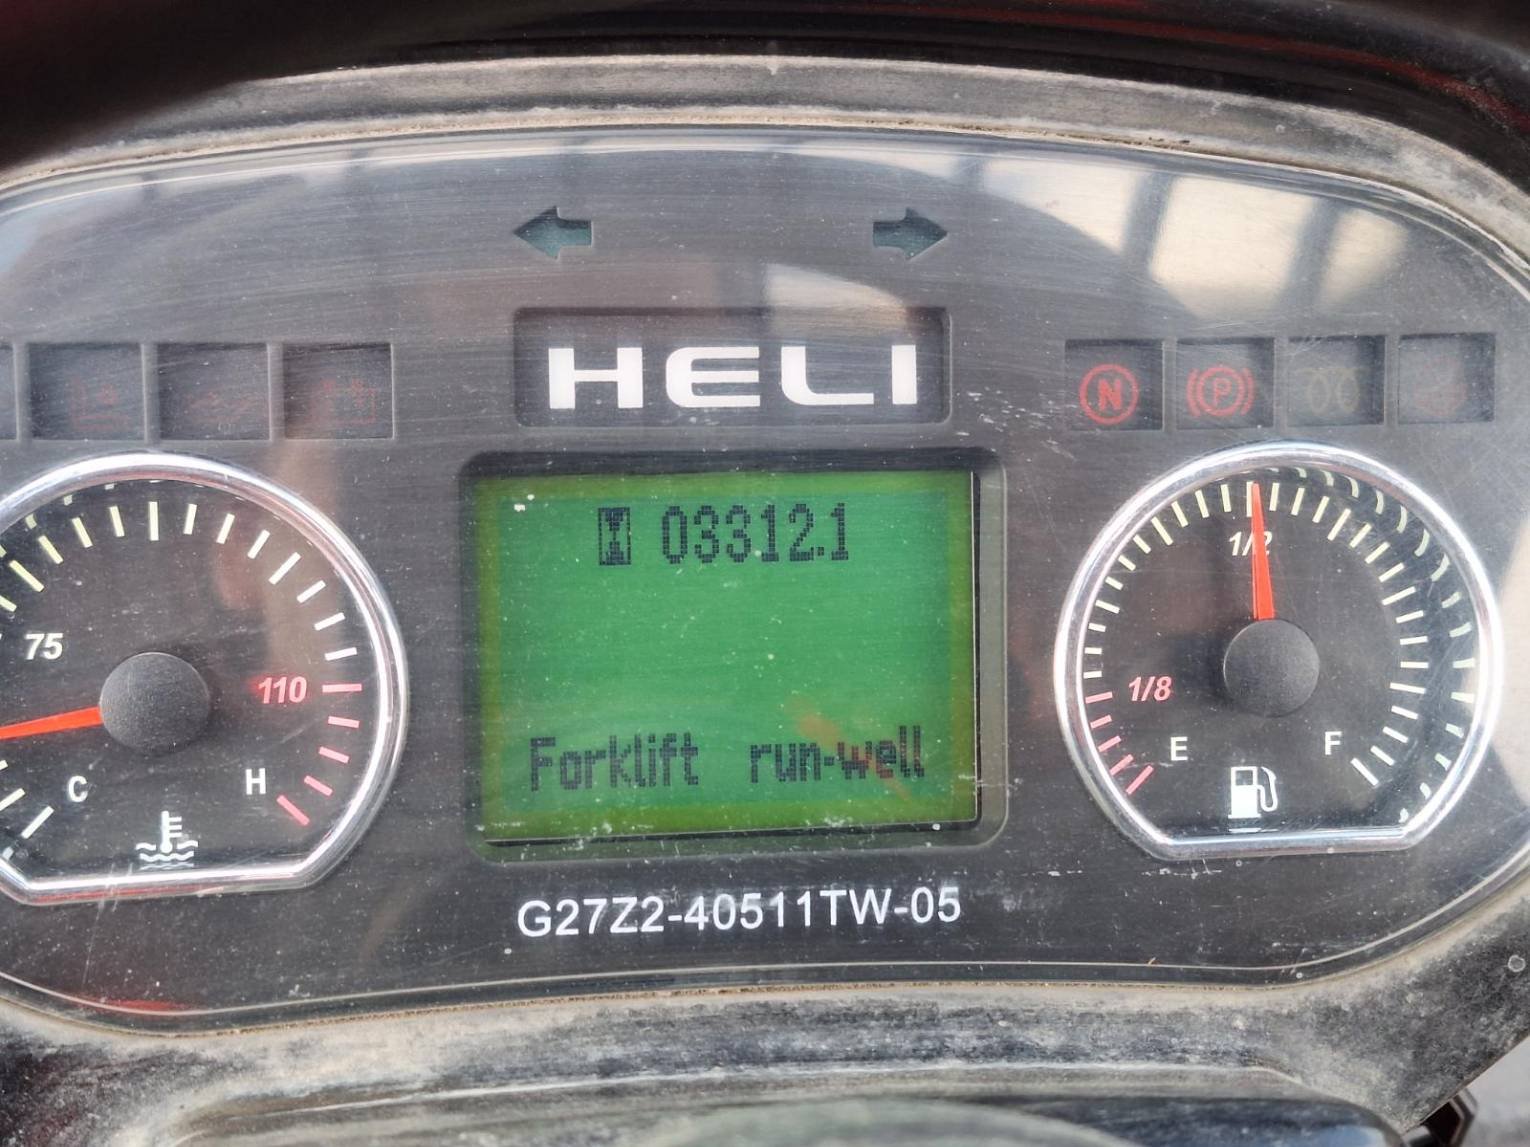 HELI
N
P
03312.1
1/2
75
110
1/8
C
H
E
F
Forklift run-well
G27Z2-40511TW-05